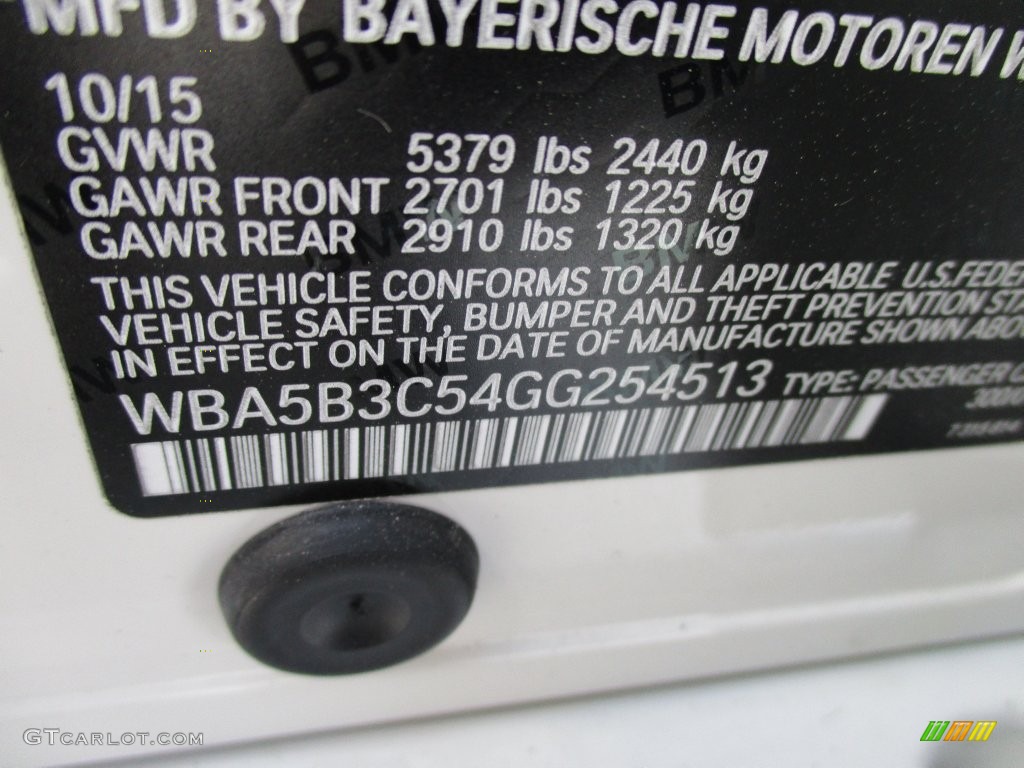 MFD BY BAYERISCHE MOTOREN W
10/15
GVWR 5379 lbs 2440 kg
GAWR FRONT 2701 lbs 1225 kg
GAWR REAR 2910 lbs 1320 kg
THIS VEHICLE CONFORMS TO ALL APPLICABLE U.S.FEDE
VEHICLE SAFETY, BUMPER AND THEFT PREVENTION STA
IN EFFECT ON THE DATE OF MANUFACTURE SHOWN ABO
WBA5B3C54GG254513 TYPE: PASSENGER C
GTCARLOT.COM